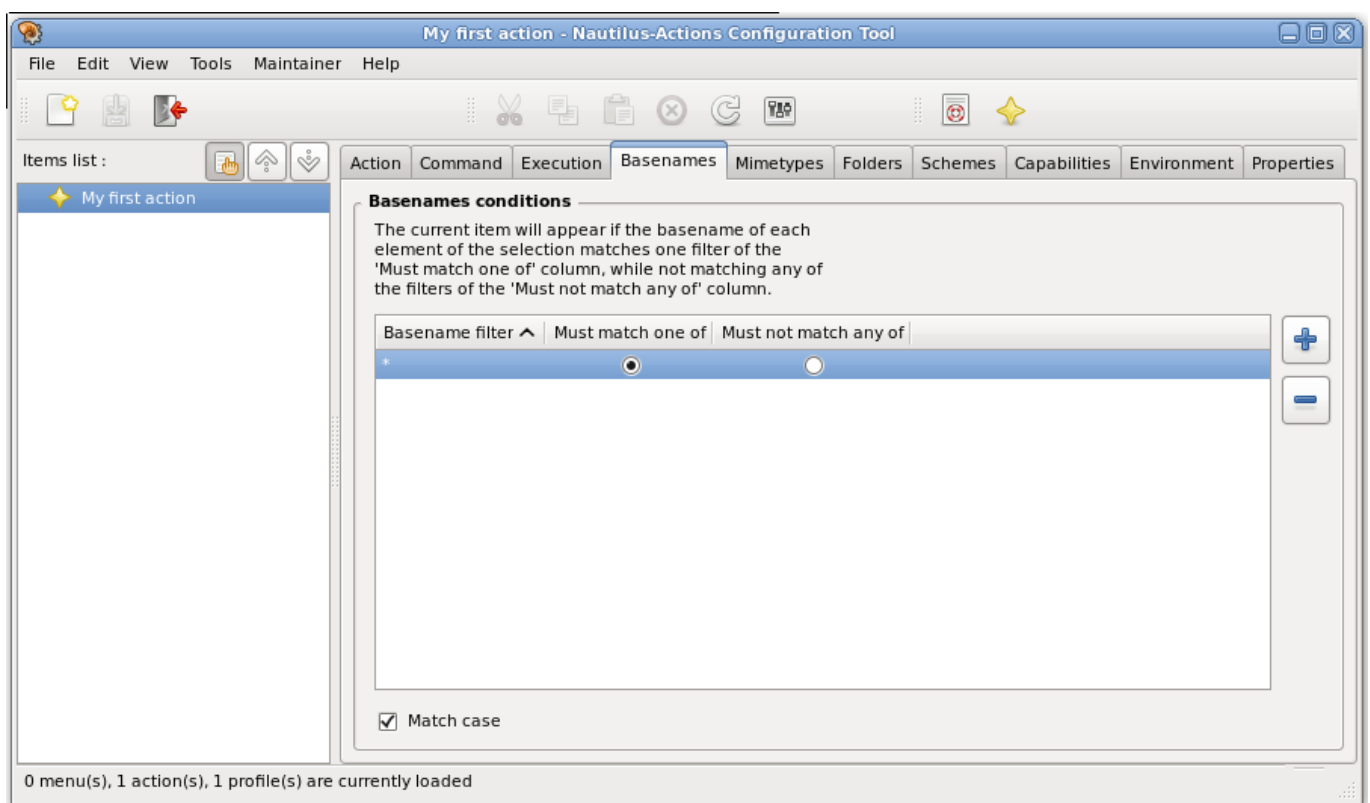 My first action - Nautilus-Actions Configuration Tool
File Edit View Tools Maintainer Help
Items list :
Action Command Execution Basenames Mimetypes Folders Schemes Capabilities Environment Properties
My first action
Basenames conditions
The current item will appear if the basename of each
element of the selection matches one filter of the
'Must match one of' column, while not matching any of
the filters of the 'Must not match any of' column.
Basename filter Must match one of Must not match any of
*
Match case
0 menu(s), 1 action(s), 1 profile(s) are currently loaded